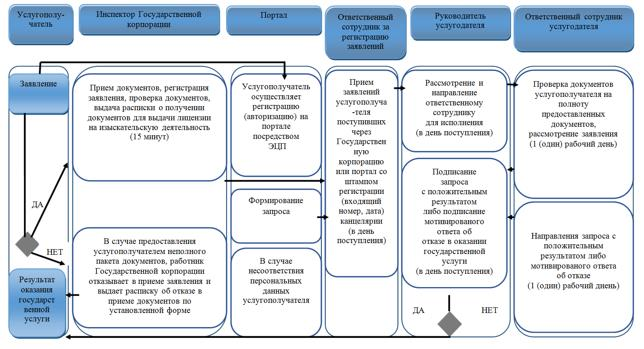 Услугополу-
чатель
Инспектор Государственной
корпорации
Портал
Ответственный
сотрудник за
регистрацию
заявлений
Руководитель
услугодателя
Ответственный сотрудник
услугодателя
Заявление
Прием документов, регистрация
заявления, проверка документов,
выдача расписки о получении
документов для выдачи лицензии
на изыскательскую деятельность
(15 минут)
Услугополучатель
осуществляет
регистрацию
(авторизацию) на
портале
посредством
ЭЦП
Прием
заявлений
услугополуча
-теля
поступивших
через
Государствен
ную
корпорацию
или портал со
штампом
регистрации
(входящий
номер, дата)
канцелярии
(в день
поступления)
Рассмотрение и
направление
ответственному
сотруднику
для исполнения
(в день поступления)
Проверка документов
услугополучателя на
полноту
предоставленных
документов,
рассмотрение заявления
(1 (один) рабочий день)
ДА
НЕТ
Формирование
запроса
Подписание
запроса
с положительным
результатом
либо подписание
мотивированного
ответа об
отказе в оказании
государственной
услуги
(в день поступления)
Направления запроса с
положительным
результатом либо
мотивированного ответа
об отказе
(1 (один) рабочий диень)
Результат
оказания
государст
венной
услуги
В случае предоставления
услугополучателем неполного
пакета документов, работник
Государственной корпорации
отказывает в приеме заявления и
выдает расписку об отказе в
приеме документов по
установленной форме
В случае
несоответствия
персональных
данных
услугополучателя
ДА
НЕТ